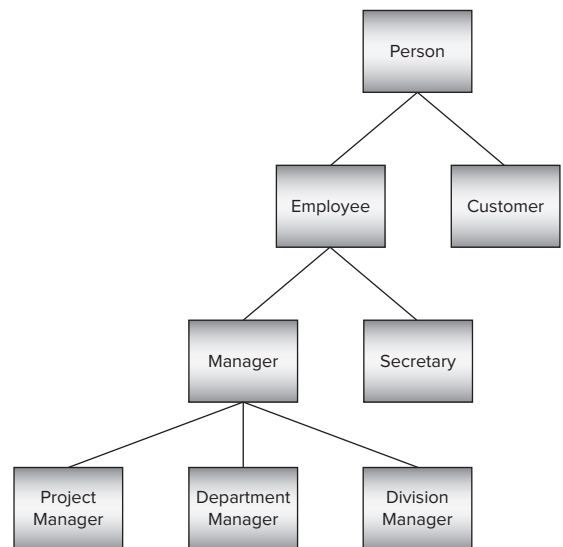 Person
Employee
Customer
Manager
Secretary
Project
Manager
Department
Manager
Division
Manager